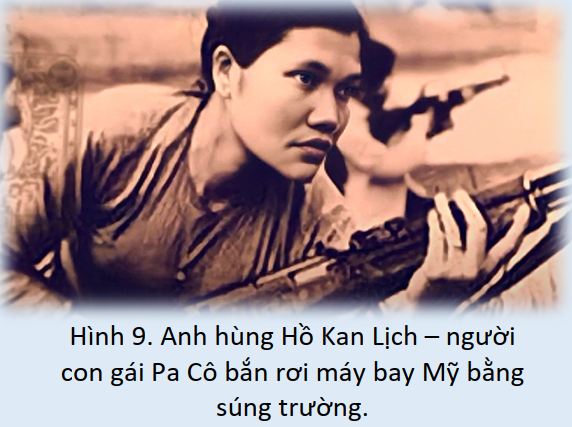 Hình 9. Anh hùng Hồ Kan Lịch – người
con gái Pa Cô bắn rơi máy bay Mỹ bằng
súng trường.